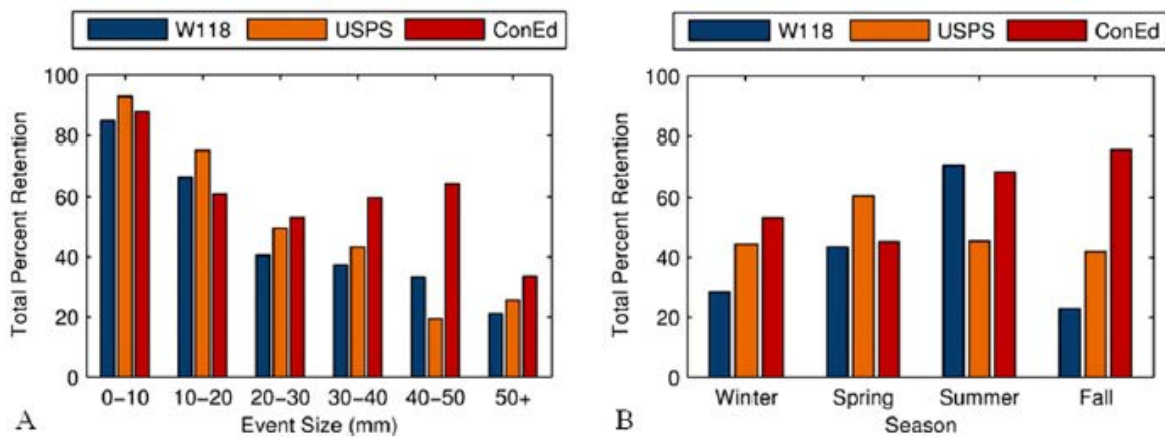 W118 USPS ConEd
Total Percent Retention
100
80
60
40
20
0
0-10 10-20 20-30 30-40 40-50 50+
Event Size (mm)
A
W118 USPS ConEd
Total Percent Retention
100
80
60
40
20
0
Winter Spring Summer Fall
Season
B